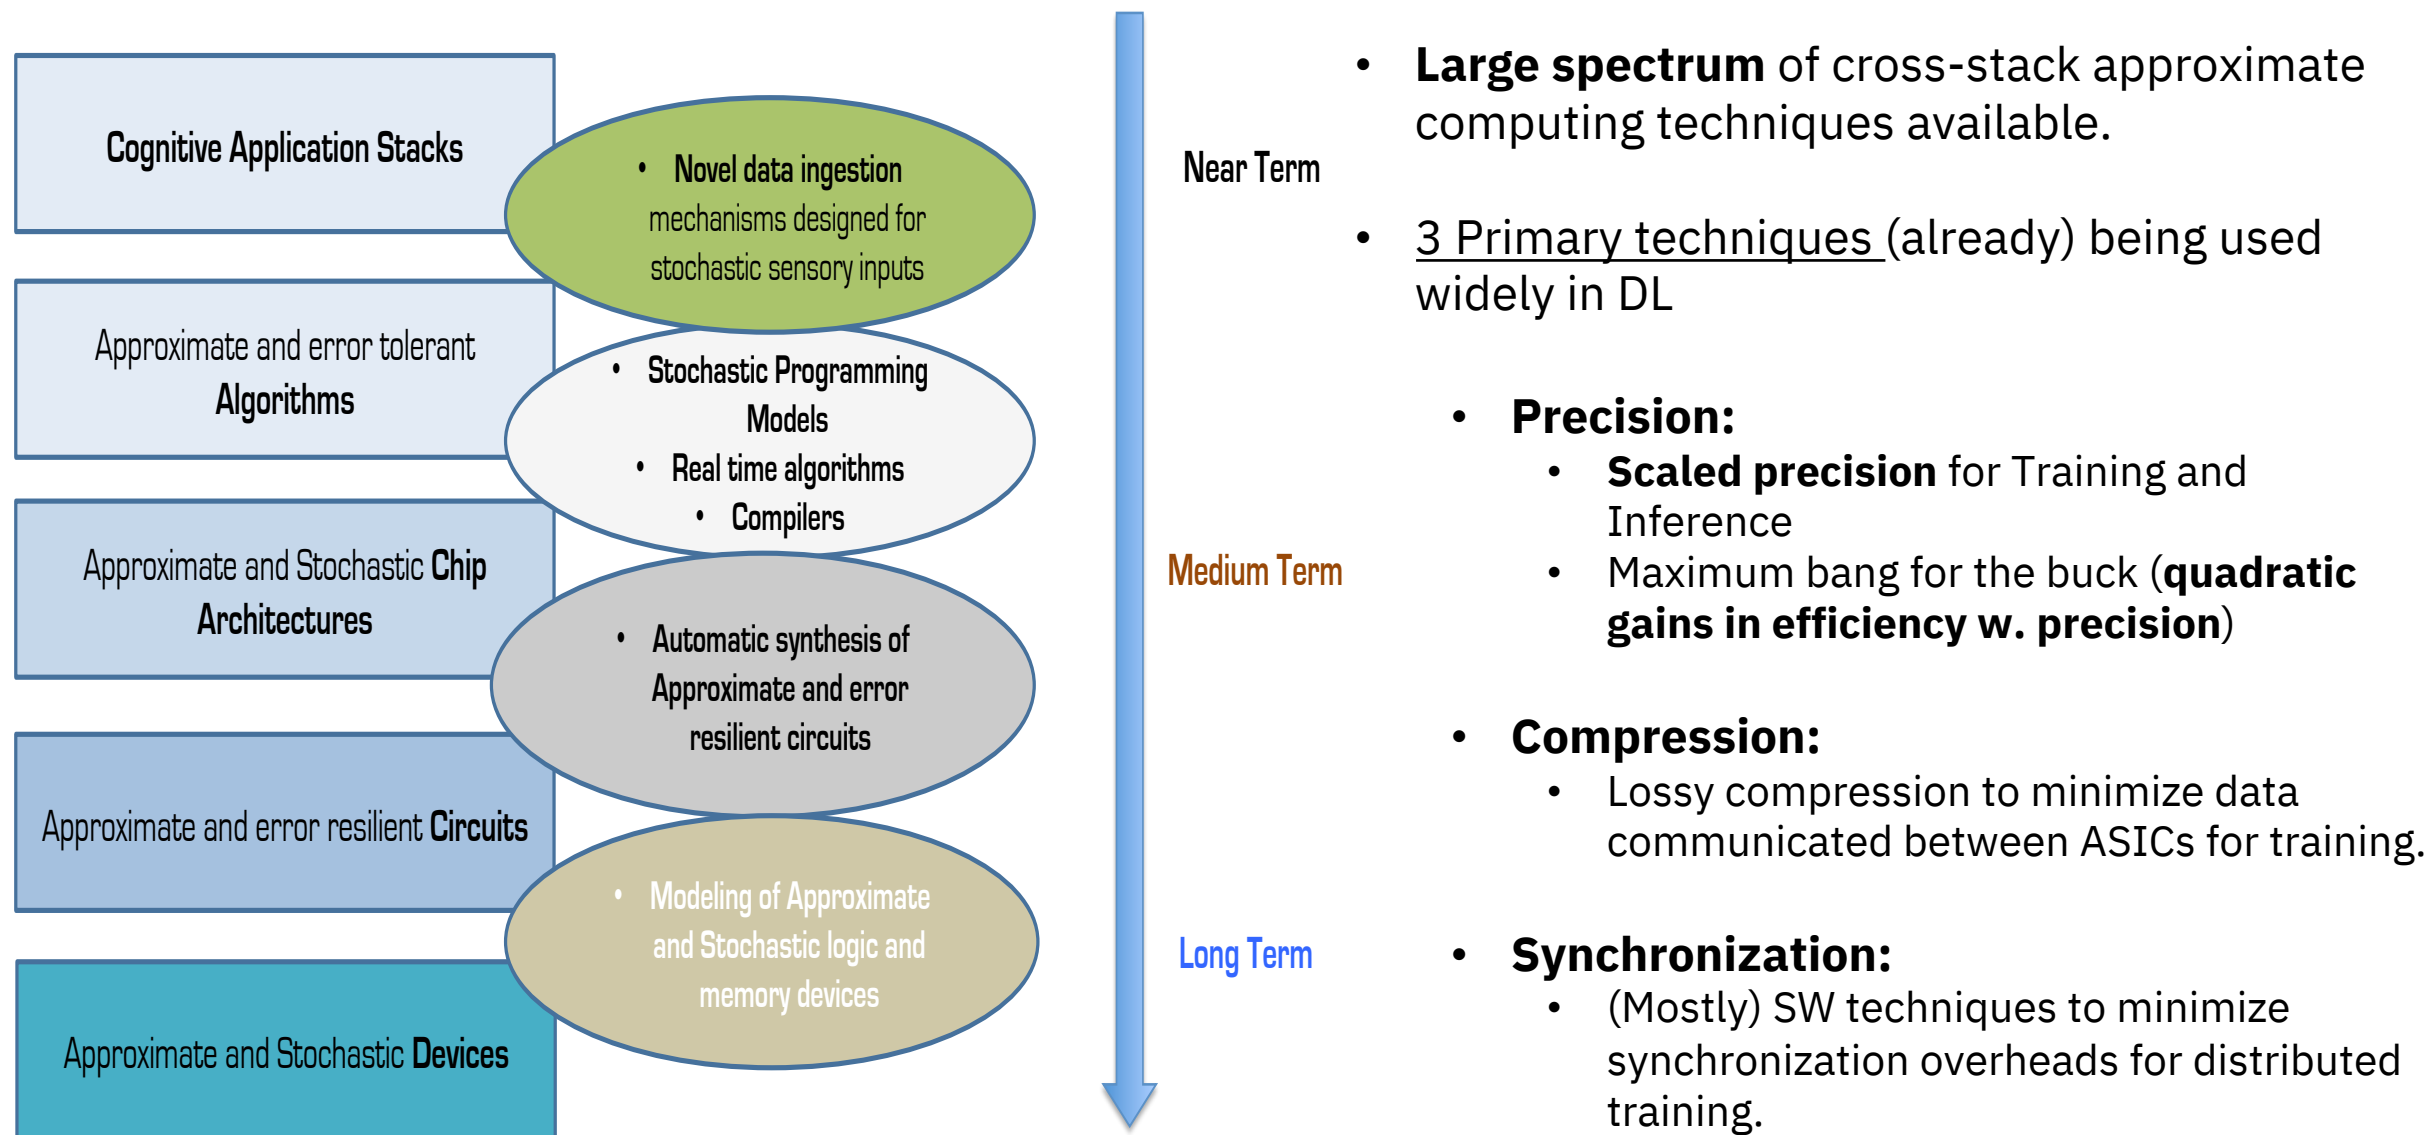 Cognitive Application Stacks
Approximate and error tolerant
Algorithms
Approximate and Stochastic Chip
Architectures
Approximate and error resilient Circuits
Approximate and Stochastic Devices
• Novel data ingestion
mechanisms designed for
stochastic sensory inputs
• Stochastic Programming
Models
• Real time algorithms
• Compilers
• Automatic synthesis of
Approximate and error
resilient circuits
• Modeling of Approximate
and Stochastic logic and
memory devices
Near Term
Medium Term
Long Term
• Large spectrum of cross-stack approximate
computing techniques available.
• 3 Primary techniques (already) being used
widely in DL
• Precision:
• Scaled precision for Training and
Inference
• Maximum bang for the buck (quadratic
gains in efficiency w. precision)
• Compression:
• Lossy compression to minimize data
communicated between ASICs for training.
• Synchronization:
• (Mostly) SW techniques to minimize
synchronization overheads for distributed
training.